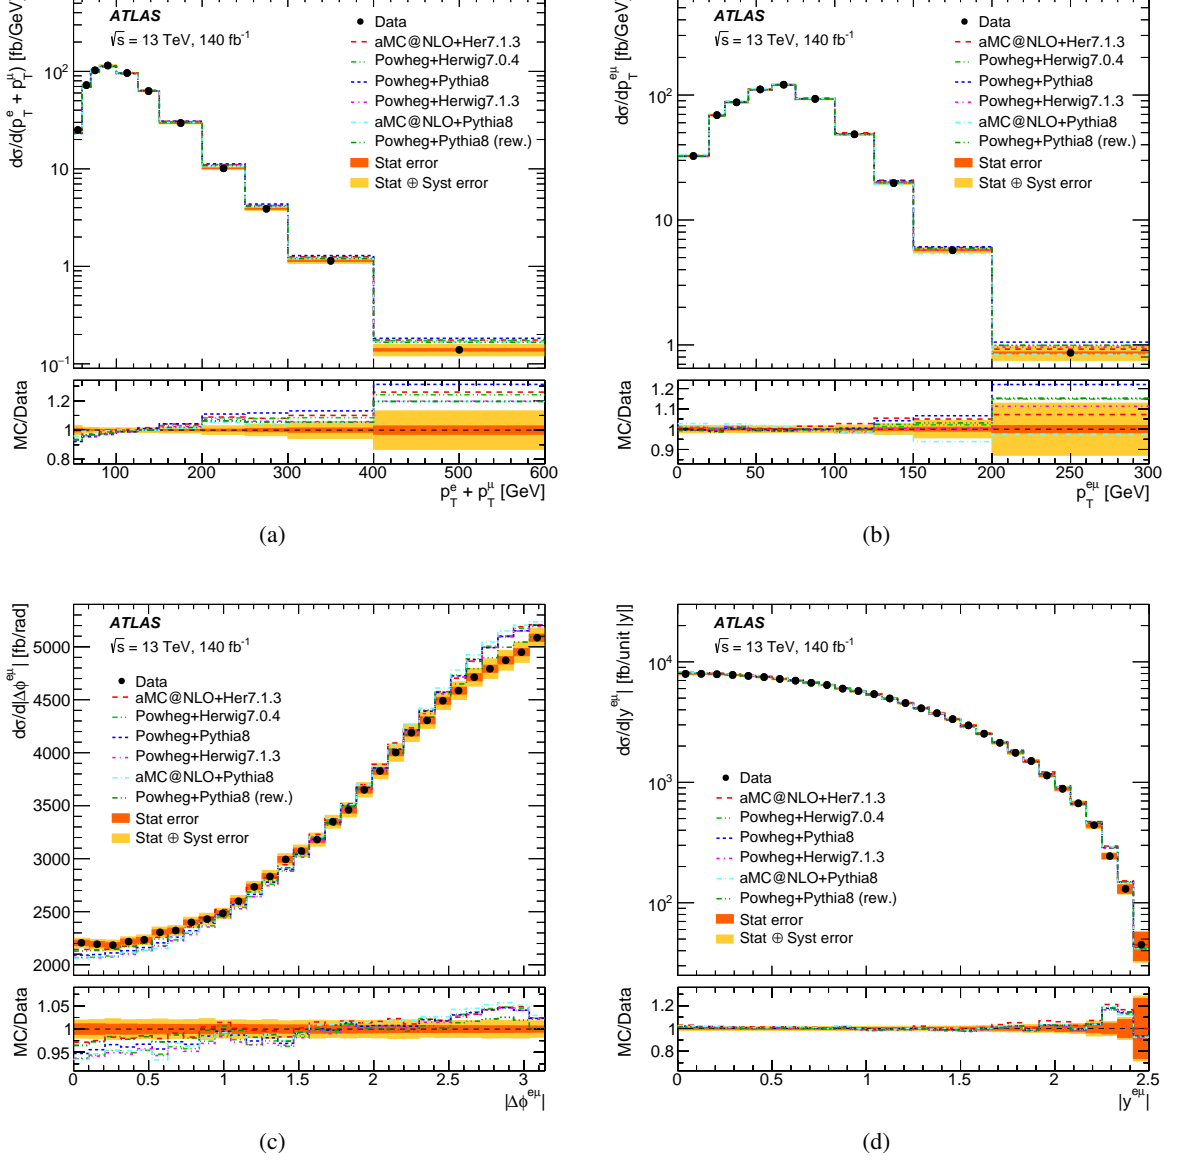 ATLAS
√s = 13 TeV, 140 fb-1
Data
aMC@NLO+Her7.1.3
Powheg+Herwig7.0.4
Powheg+Pythia8
Powheg+Herwig7.1.3
aMC@NLO+Pythia8
Powheg+Pythia8 (rew.)
Stat error
Stat ⊕ Syst error
dσ/d(p_T^e + p_T^μ) [fb/GeV]
10^2
10
1
10^-1
MC/Data
1.2
1
0.8
100 200 300 400 500 600
p_T^e + p_T^μ [GeV]
(a)
ATLAS
√s = 13 TeV, 140 fb-1
Data
aMC@NLO+Her7.1.3
Powheg+Herwig7.0.4
Powheg+Pythia8
Powheg+Herwig7.1.3
aMC@NLO+Pythia8
Powheg+Pythia8 (rew.)
Stat error
Stat ⊕ Syst error
dσ/dp_T^eμ [fb/GeV]
10^2
10
1
MC/Data
1.2
1.1
1
0.9
0 50 100 150 200 250 300
p_T^eμ [GeV]
(b)
ATLAS
√s = 13 TeV, 140 fb-1
Data
aMC@NLO+Her7.1.3
Powheg+Herwig7.0.4
Powheg+Pythia8
Powheg+Herwig7.1.3
aMC@NLO+Pythia8
Powheg+Pythia8 (rew.)
Stat error
Stat ⊕ Syst error
dσ/d|Δϕ^eμ| [fb/rad]
5000
4500
4000
3500
3000
2500
2000
MC/Data
1.05
1
0.95
0 0.5 1 1.5 2 2.5 3
|Δϕ^eμ|
(c)
ATLAS
√s = 13 TeV, 140 fb-1
Data
aMC@NLO+Her7.1.3
Powheg+Herwig7.0.4
Powheg+Pythia8
Powheg+Herwig7.1.3
aMC@NLO+Pythia8
Powheg+Pythia8 (rew.)
Stat error
Stat ⊕ Syst error
dσ/d|y^eμ| [fb/unit |y|]
10^4
10^3
10^2
MC/Data
1.2
1
0.8
0 0.5 1 1.5 2 2.5
|y^eμ|
(d)